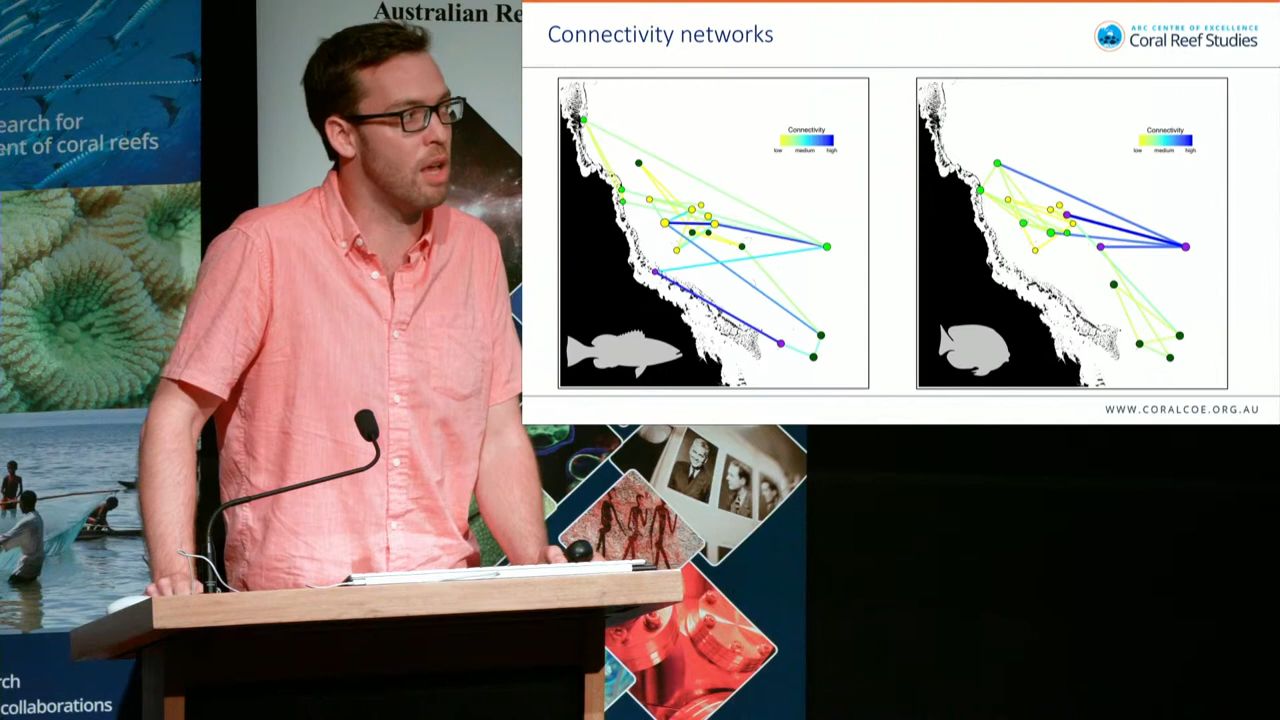 Australian Re
earch for
ent of coral reefs
rch
collaborations
Connectivity networks
ARC CENTRE OF EXCELLENCE
Coral Reef Studies
Connectivity
low medium high
Connectivity
low medium high
WWW.CORALCOE.ORG.AU